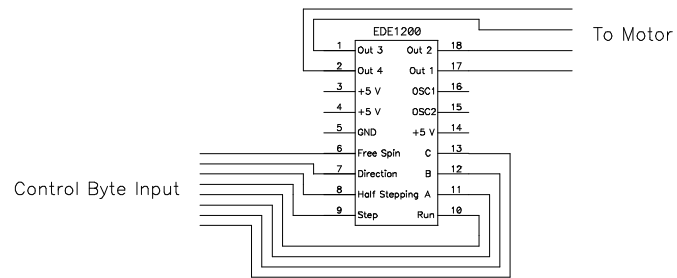 EDE1200
To Motor
1 Out 3 Out 2 18
2 Out 4 Out 1 17
3 +5 V OSC1 16
4 +5 V OSC2 15
5 GND +5 V 14
6 Free Spin C 13
7 Direction B 12
Control Byte Input
8 Half Stepping A 11
9 Step Run 10